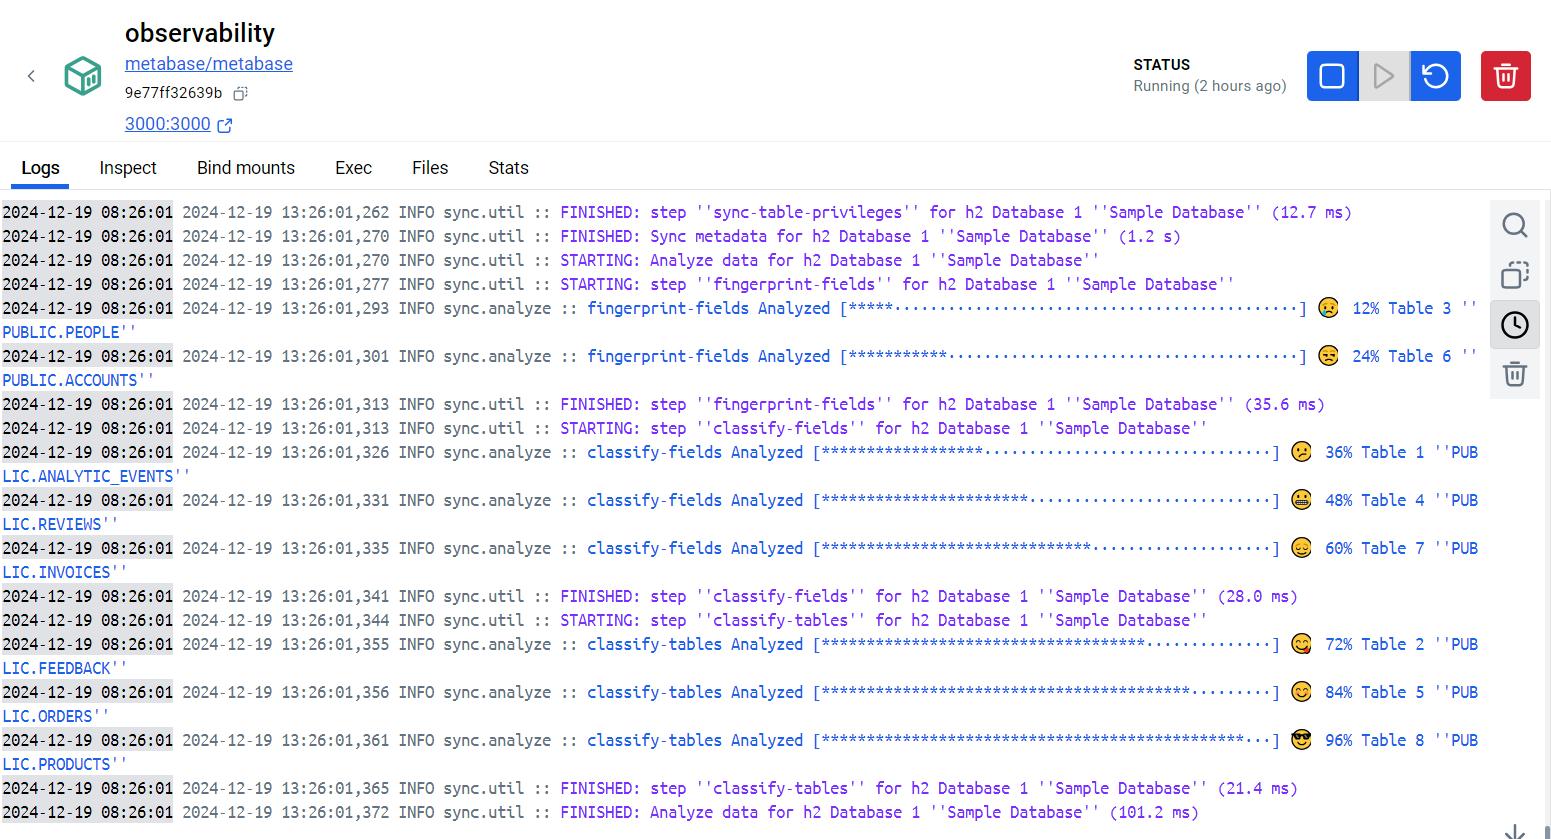 observability
metabase/metabase
9e77ff32639b
3000:3000
STATUS
Running (2 hours ago)
Logs Inspect Bind mounts Exec Files Stats
2024-12-19 08:26:01 2024-12-19 13:26:01,262 INFO sync.util :: FINISHED: step ''sync-table-privileges'' for h2 Database 1 ''Sample Database'' (12.7 ms)
2024-12-19 08:26:01 2024-12-19 13:26:01,270 INFO sync.util :: FINISHED: Sync metadata for h2 Database 1 ''Sample Database'' (1.2 s)
2024-12-19 08:26:01 2024-12-19 13:26:01,270 INFO sync.util :: STARTING: Analyze data for h2 Database 1 ''Sample Database''
2024-12-19 08:26:01 2024-12-19 13:26:01,277 INFO sync.util :: STARTING: step ''fingerprint-fields'' for h2 Database 1 ''Sample Database''
2024-12-19 08:26:01 2024-12-19 13:26:01,293 INFO sync.analyze :: fingerprint-fields Analyzed [*****·············································] 😢 12% Table 3 ''
PUBLIC.PEOPLE''
2024-12-19 08:26:01 2024-12-19 13:26:01,301 INFO sync.analyze :: fingerprint-fields Analyzed [***********·······································] 😒 24% Table 6 ''
PUBLIC.ACCOUNTS''
2024-12-19 08:26:01 2024-12-19 13:26:01,313 INFO sync.util :: FINISHED: step ''fingerprint-fields'' for h2 Database 1 ''Sample Database'' (35.6 ms)
2024-12-19 08:26:01 2024-12-19 13:26:01,313 INFO sync.util :: STARTING: step ''classify-fields'' for h2 Database 1 ''Sample Database''
2024-12-19 08:26:01 2024-12-19 13:26:01,326 INFO sync.analyze :: classify-fields Analyzed [******************································] 😕 36% Table 1 ''PUB
LIC.ANALYTIC_EVENTS''
2024-12-19 08:26:01 2024-12-19 13:26:01,331 INFO sync.analyze :: classify-fields Analyzed [***********************···························] 😬 48% Table 4 ''PUB
LIC.REVIEWS''
2024-12-19 08:26:01 2024-12-19 13:26:01,335 INFO sync.analyze :: classify-fields Analyzed [******************************····················] 😌 60% Table 7 ''PUB
LIC.INVOICES''
2024-12-19 08:26:01 2024-12-19 13:26:01,341 INFO sync.util :: FINISHED: step ''classify-fields'' for h2 Database 1 ''Sample Database'' (28.0 ms)
2024-12-19 08:26:01 2024-12-19 13:26:01,344 INFO sync.util :: STARTING: step ''classify-tables'' for h2 Database 1 ''Sample Database''
2024-12-19 08:26:01 2024-12-19 13:26:01,355 INFO sync.analyze :: classify-tables Analyzed [************************************··············] 😋 72% Table 2 ''PUB
LIC.FEEDBACK''
2024-12-19 08:26:01 2024-12-19 13:26:01,356 INFO sync.analyze :: classify-tables Analyzed [*****************************************·········] 😊 84% Table 5 ''PUB
LIC.ORDERS''
2024-12-19 08:26:01 2024-12-19 13:26:01,361 INFO sync.analyze :: classify-tables Analyzed [***********************************************···] 😎 96% Table 8 ''PUB
LIC.PRODUCTS''
2024-12-19 08:26:01 2024-12-19 13:26:01,365 INFO sync.util :: FINISHED: step ''classify-tables'' for h2 Database 1 ''Sample Database'' (21.4 ms)
2024-12-19 08:26:01 2024-12-19 13:26:01,372 INFO sync.util :: FINISHED: Analyze data for h2 Database 1 ''Sample Database'' (101.2 ms)